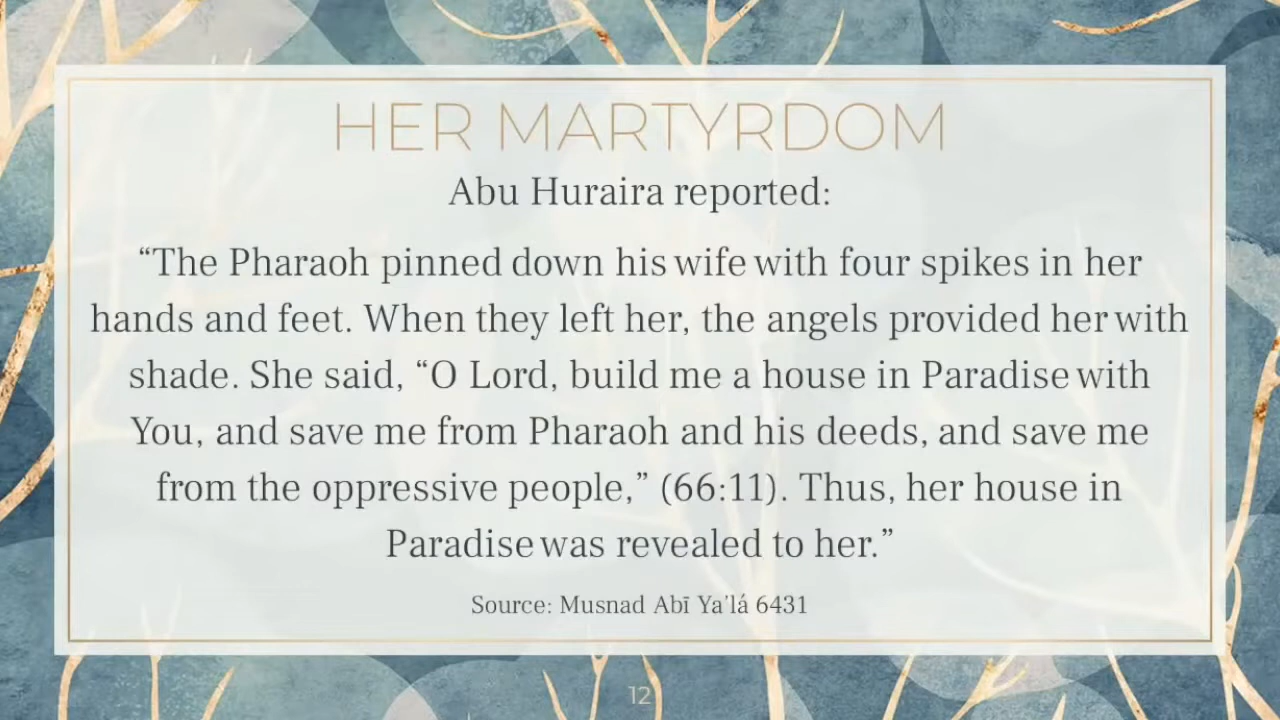 HER MARTYRDOM
Abu Huraira reported:
“The Pharaoh pinned down his wife with four spikes in her
hands and feet. When they left her, the angels provided her with
shade. She said, “O Lord, build me a house in Paradise with
You, and save me from Pharaoh and his deeds, and save me
from the oppressive people,” (66:11). Thus, her house in
Paradise was revealed to her.”
Source: Musnad Abī Ya’lá 6431
12